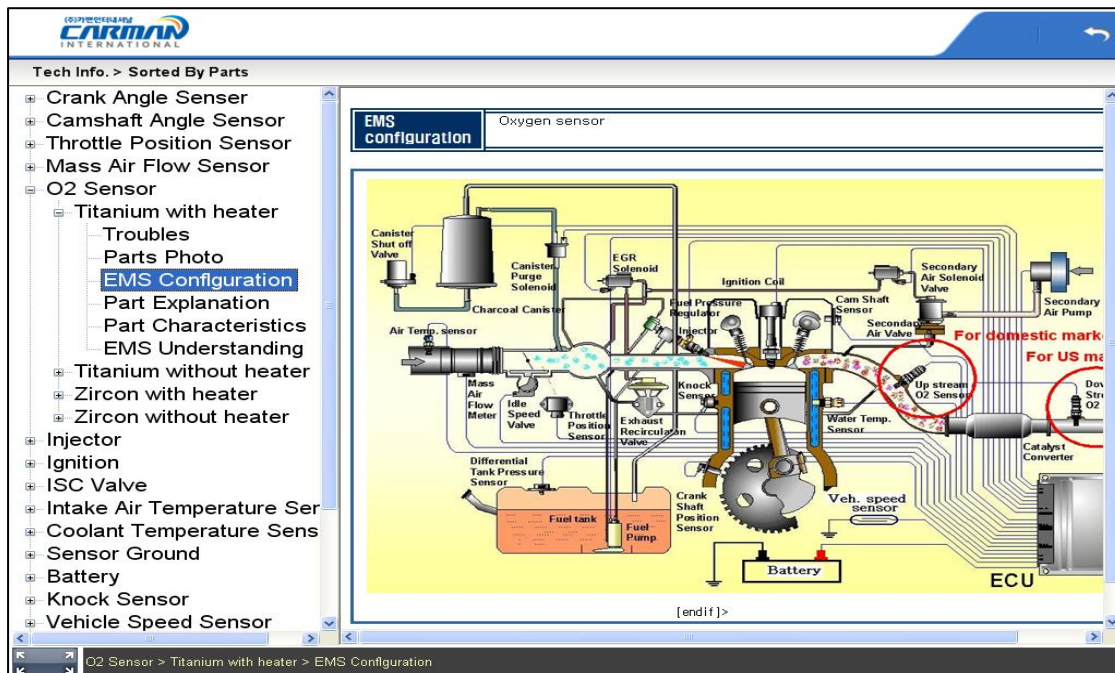 (주)카맨인터내셔날
CARMAN
INTERNATIONAL
Tech Info. > Sorted By Parts
Crank Angle Senser
Camshaft Angle Sensor
Throttle Position Sensor
Mass Air Flow Sensor
O2 Sensor
Titanium with heater
Troubles
Parts Photo
EMS Configuration
Part Explanation
Part Characteristics
EMS Understanding
Titanium without heater
Zircon with heater
Zircon without heater
Injector
Ignition
ISC Valve
Intake Air Temperature Ser
Coolant Temperature Sens
Sensor Ground
Battery
Knock Sensor
Vehicle Speed Sensor
EMS
configuration
Oxygen sensor
Canister
Shut off
Valve
Canister
Purge
Solenoid
EGR
Solenoid
Ignition Coil
Secondary
Air Solenoid
Valve
Secondary
Air Pump
Charcoal Canister
Fuel Pressure
Regulator
Cam Shaft
Sensor
Air Temp. sensor
Injector
Secondary
Air Valve
For domestic marke
For US ma
Mass
Air
Flow
Meter
Idle
Speed
Valve
Throttle
Position
Sensor
Exhaust
Recirculation
Valve
Knock
Sensor
Water Temp.
Sensor
Up stream
O2 Sensor
Dow
Stre
O2
Catalyst
Converter
Differential
Tank Pressure
Sensor
Crank
Shaft
Position
Sensor
Veh. speed
sensor
Fuel tank
Fuel
Pump.
Battery
ECU
[endif]>
O2 Sensor > Titanium with heater > EMS Configuration